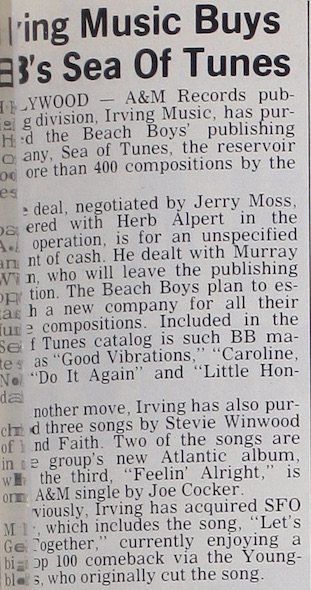 Irving Music Buys
BB's Sea Of Tunes
LYWOOD — A&M Records pub-
g division, Irving Music, has pur-
d the Beach Boys' publishing
any, Sea of Tunes, the reservoir
ore than 400 compositions by the
deal, negotiated by Jerry Moss,
ered with Herb Alpert in the
operation, is for an unspecified
nt of cash. He dealt with Murray
n, who will leave the publishing
tion. The Beach Boys plan to es-
h a new company for all their
e compositions. Included in the
f Tunes catalog is such BB ma-
as "Good Vibrations," "Caroline,
"Do It Again" and "Little Hon-
nother move, Irving has also pur-
d three songs by Stevie Winwood
nd Faith. Two of the songs are
e group's new Atlantic album,
the third, "Feelin' Alright," is
A&M single by Joe Cocker.
viously, Irving has acquired SFO
, which includes the song, "Let's
Together," currently enjoying a
op 100 comeback via the Young-
s, who originally cut the song.